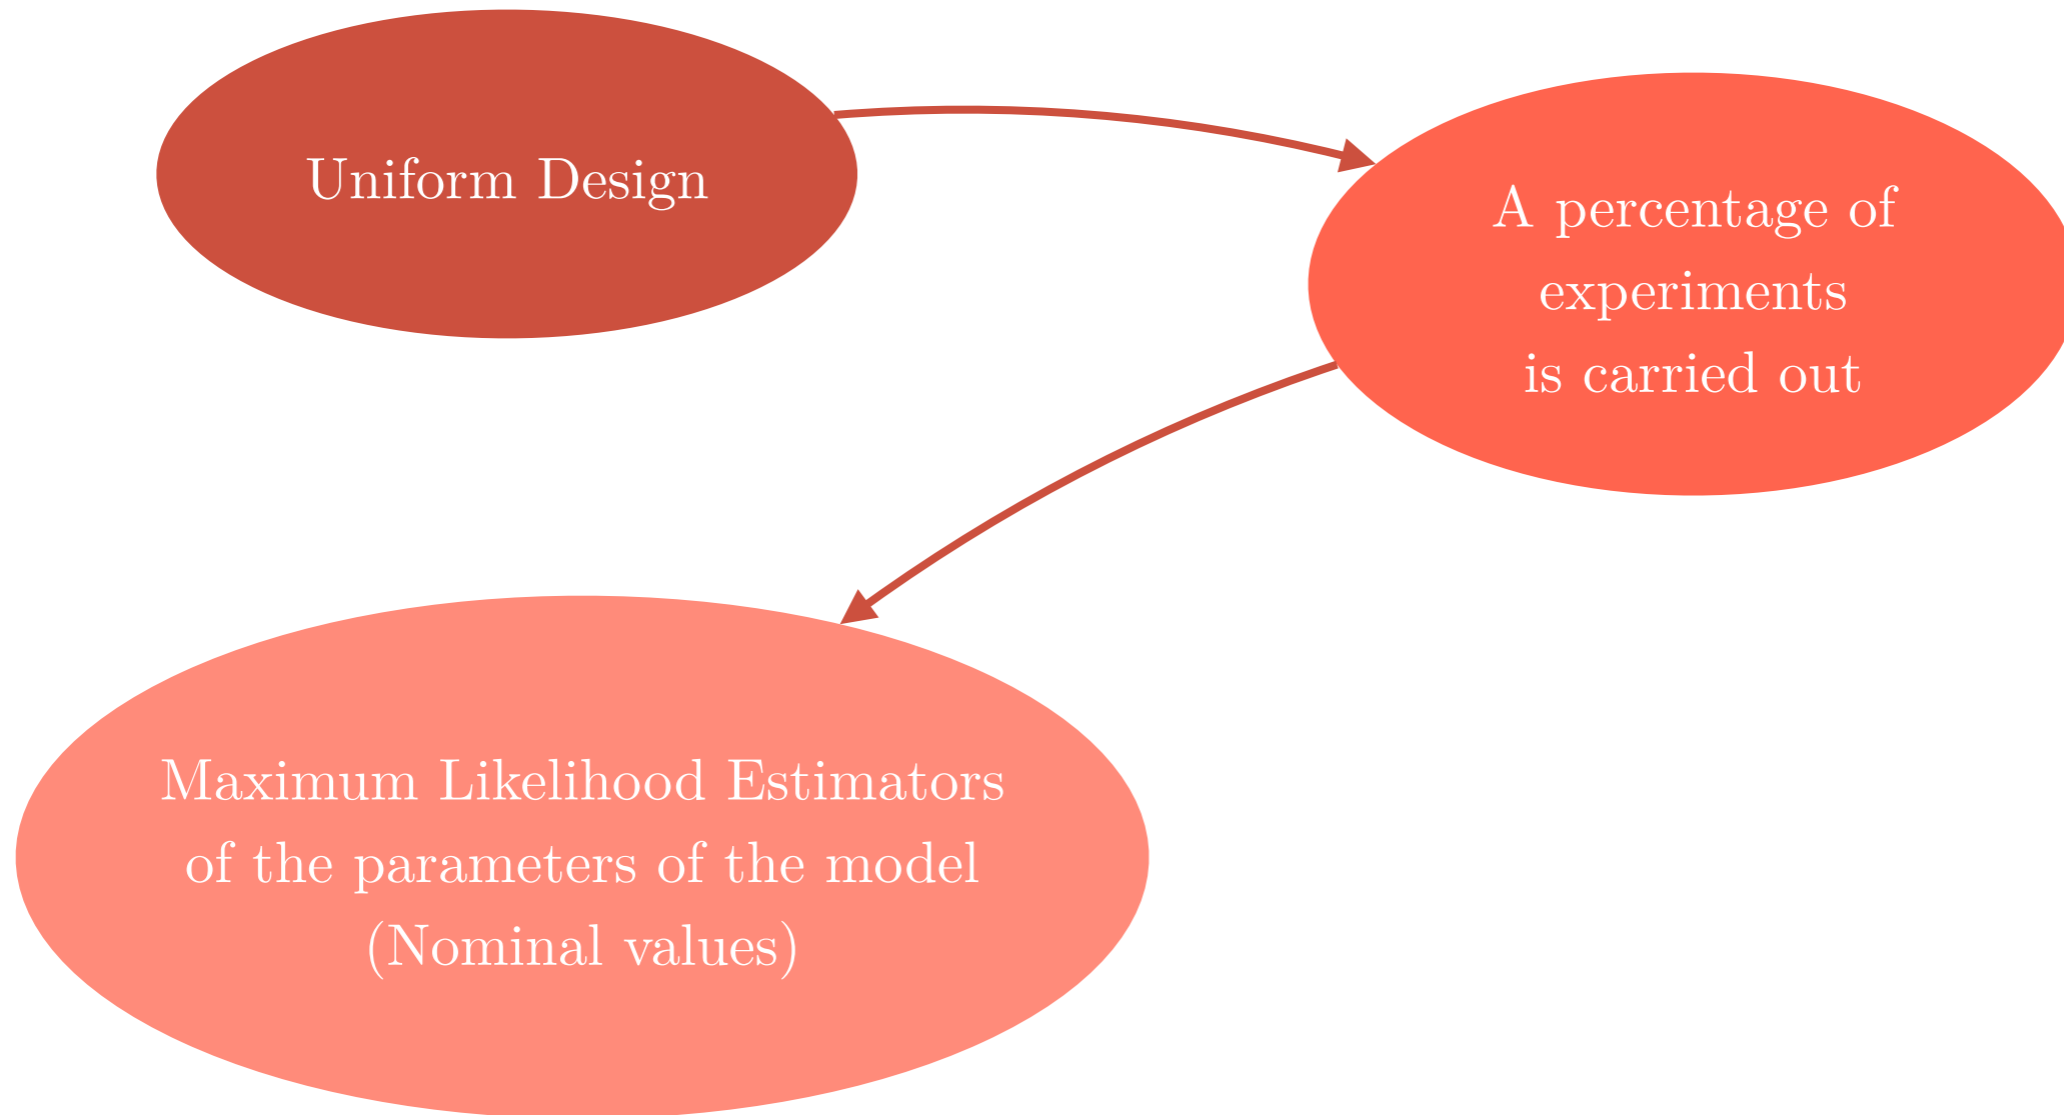 Uniform Design
A percentage of
experiments
is carried out
Maximum Likelihood Estimators
of the parameters of the model
(Nominal values)